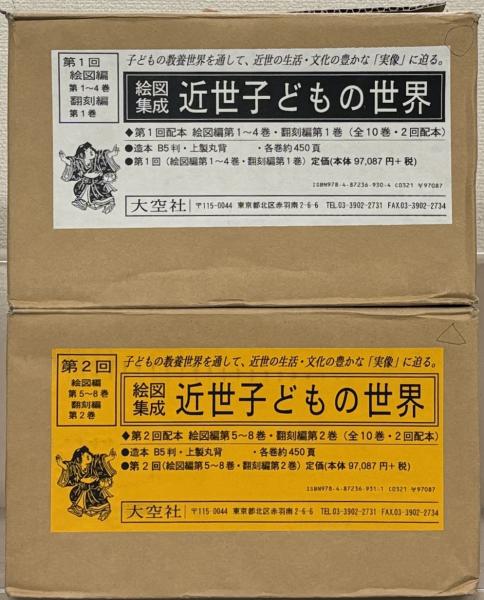 第1回
絵図編
第1～4巻
翻刻編
第1巻
子どもの教養世界を通して、近世の生活・文化の豊かな「実像」に迫る。
絵図集成 近世子どもの世界
◆第1回配本 絵図編第1～4巻・翻刻編第1巻（全10巻・2回配本）
●造本 B5判・上製丸背 ・各巻約450頁
●第1回（絵図編第1～4巻・翻刻編第1巻）定価(本体 97,087円+税)
ISBN978-4-87236-930-4 C0321 ¥97087
大空社 〒115-0044 東京都北区赤羽南2-6-6 TEL.03-3902-2731 FAX.03-3902-2734
第2回
絵図編
第5～8巻
翻刻編
第2巻
子どもの教養世界を通して、近世の生活・文化の豊かな「実像」に迫る。
絵図集成 近世子どもの世界
◆第2回配本 絵図編第5～8巻・翻刻編第2巻（全10巻・2回配本）
●造本 B5判・上製丸背 ・各巻約450頁
●第2回(絵図編第5～8巻・翻刻編第2巻）定価(本体 97,087円+税)
ISBN978-4-87236-931-1 C0321 ¥97087
大空社 〒115-0044 東京都北区赤羽南2-6-6 TEL.03-3902-2731 FAX.03-3902-2734